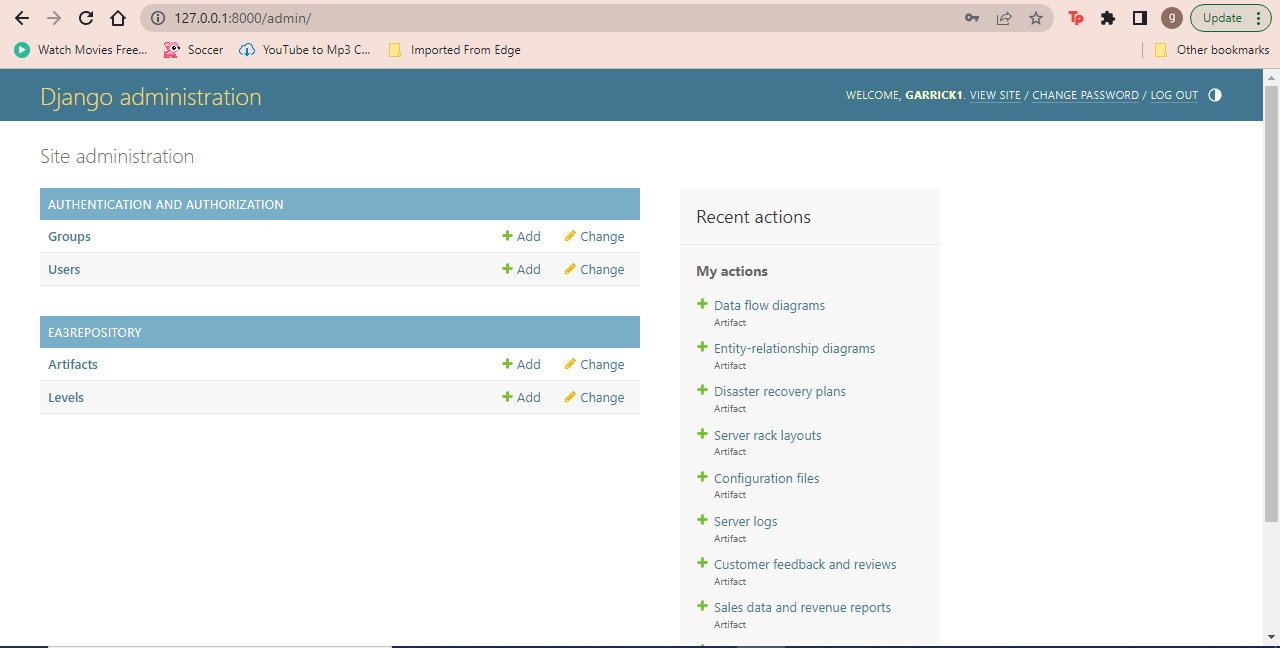 127.0.0.1:8000/admin/
Tp
g
Update
Watch Movies Free...
Soccer
YouTube to Mp3 C...
Imported From Edge
Other bookmarks
Django administration
WELCOME, GARRICK1. VIEW SITE / CHANGE PASSWORD / LOG OUT
Site administration
AUTHENTICATION AND AUTHORIZATION
Groups Add Change
Users Add Change
EA3REPOSITORY
Artifacts Add Change
Levels Add Change
Recent actions
My actions
Data flow diagrams
Artifact
Entity-relationship diagrams
Artifact
Disaster recovery plans
Artifact
Server rack layouts
Artifact
Configuration files
Artifact
Server logs
Artifact
Customer feedback and reviews
Artifact
Sales data and revenue reports
Artifact